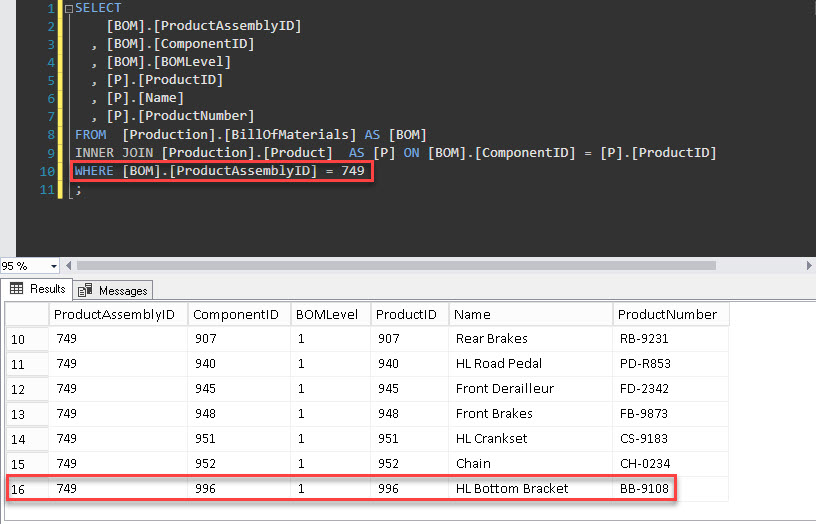 1 SELECT
2 [BOM].[ProductAssemblyID]
3 , [BOM].[ComponentID]
4 , [BOM].[BOMLevel]
5 , [P].[ProductID]
6 , [P].[Name]
7 , [P].[ProductNumber]
8 FROM [Production].[BillOfMaterials] AS [BOM]
9 INNER JOIN [Production].[Product] AS [P] ON [BOM].[ComponentID] = [P].[ProductID]
10 WHERE [BOM].[ProductAssemblyID] = 749
11 ;
95 %
Results Messages
ProductAssemblyID ComponentID BOMLevel ProductID Name ProductNumber
10 749 907 1 907 Rear Brakes RB-9231
11 749 940 1 940 HL Road Pedal PD-R853
12 749 945 1 945 Front Derailleur FD-2342
13 749 948 1 948 Front Brakes FB-9873
14 749 951 1 951 HL Crankset CS-9183
15 749 952 1 952 Chain CH-0234
16 749 996 1 996 HL Bottom Bracket BB-9108